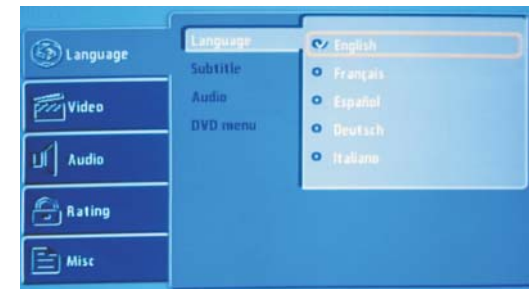 Language
Video
Audio
Rating
Misc
Language
Subtitle
Audio
DVD menu
English
Français
Español
Deutsch
Italiano